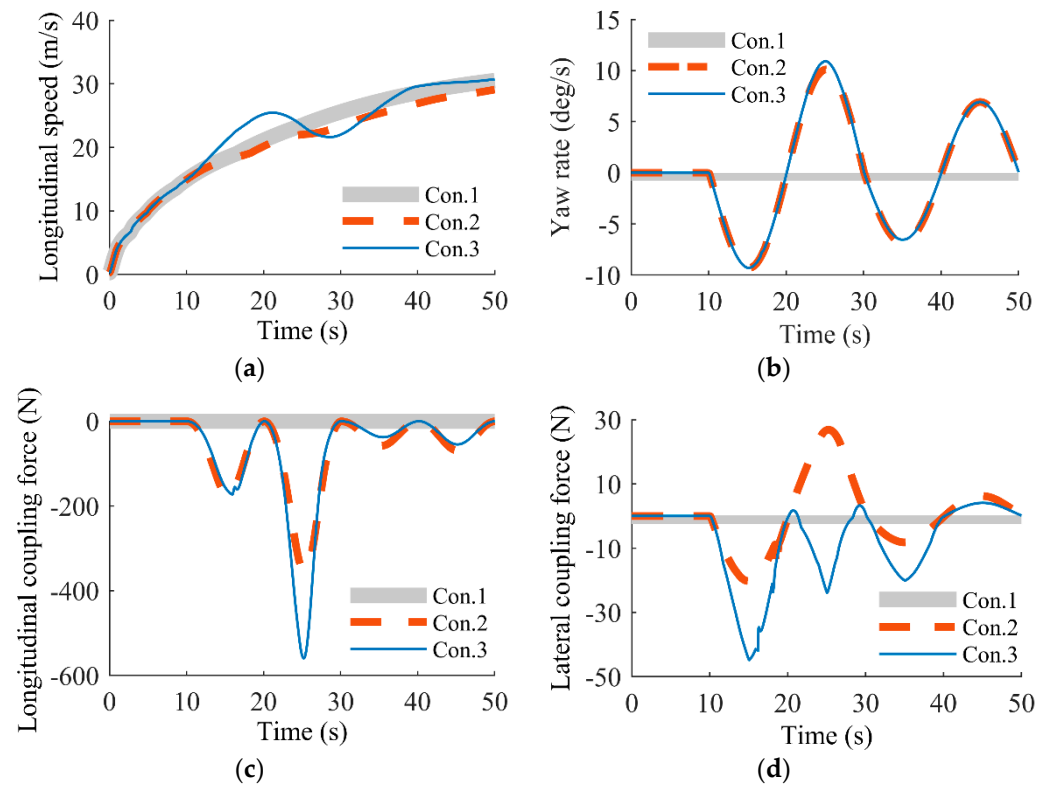 Longitudinal speed (m/s)
40
30
20
10
0
Con.1
Con.2
Con.3
0 10 20 30 40 50
Time (s)
(a)
Yaw rate (deg/s)
15
10
5
0
-5
-10
Con.1
Con.2
Con.3
0 10 20 30 40 50
Time (s)
(b)
Longitudinal coupling force (N)
0
-200
-400
-600
Con.1
Con.2
Con.3
0 10 20 30 40 50
Time (s)
(c)
Lateral coupling force (N)
30
10
-10
-30
-50
Con.1
Con.2
Con.3
0 10 20 30 40 50
Time (s)
(d)